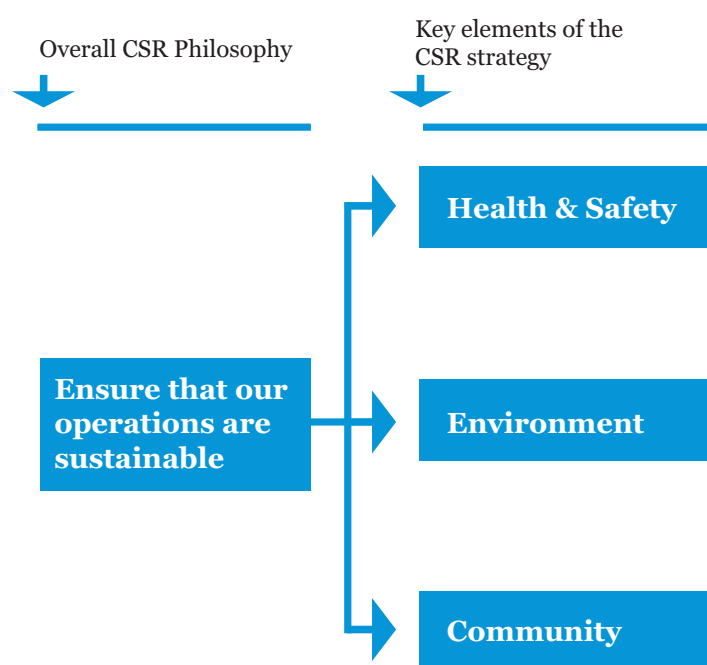 Overall CSR Philosophy
Key elements of the
CSR strategy
Health & Safety
Ensure that our
operations are
sustainable
Environment
Community